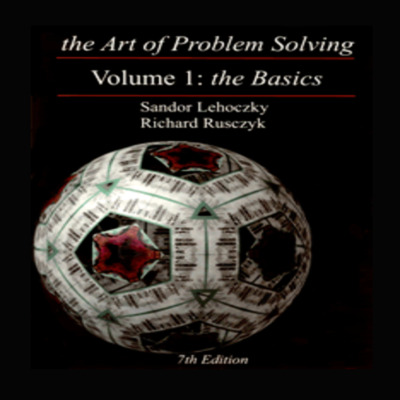 the Art of Problem Solving
Volume 1: the Basics
Sandor Lehoczky
Richard Rusczyk
7th Edition